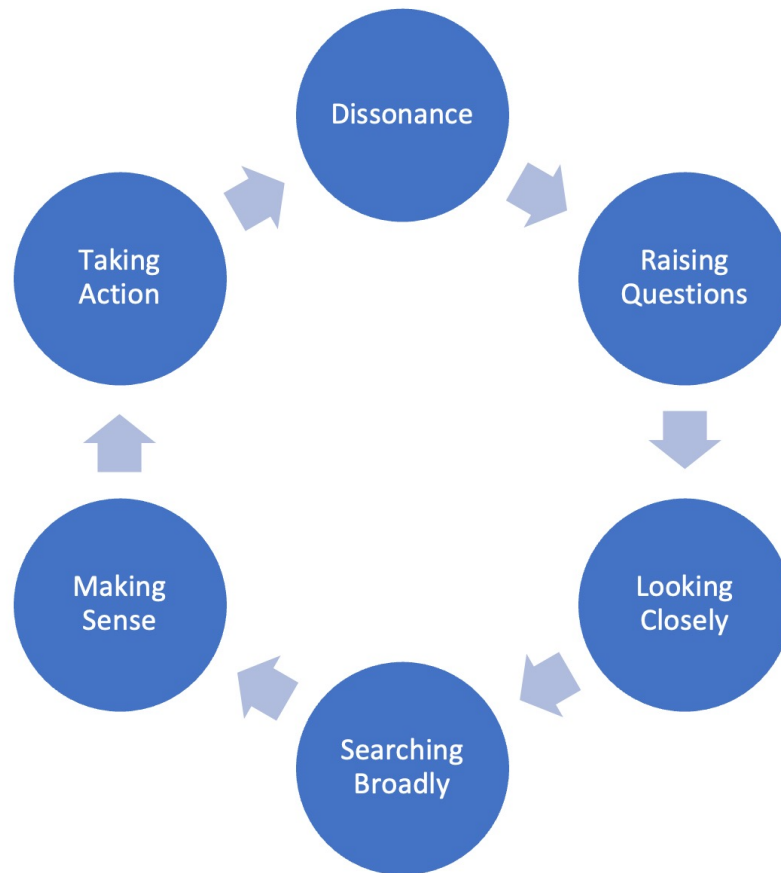 Dissonance
Raising
Questions
Looking
Closely
Searching
Broadly
Making
Sense
Taking
Action